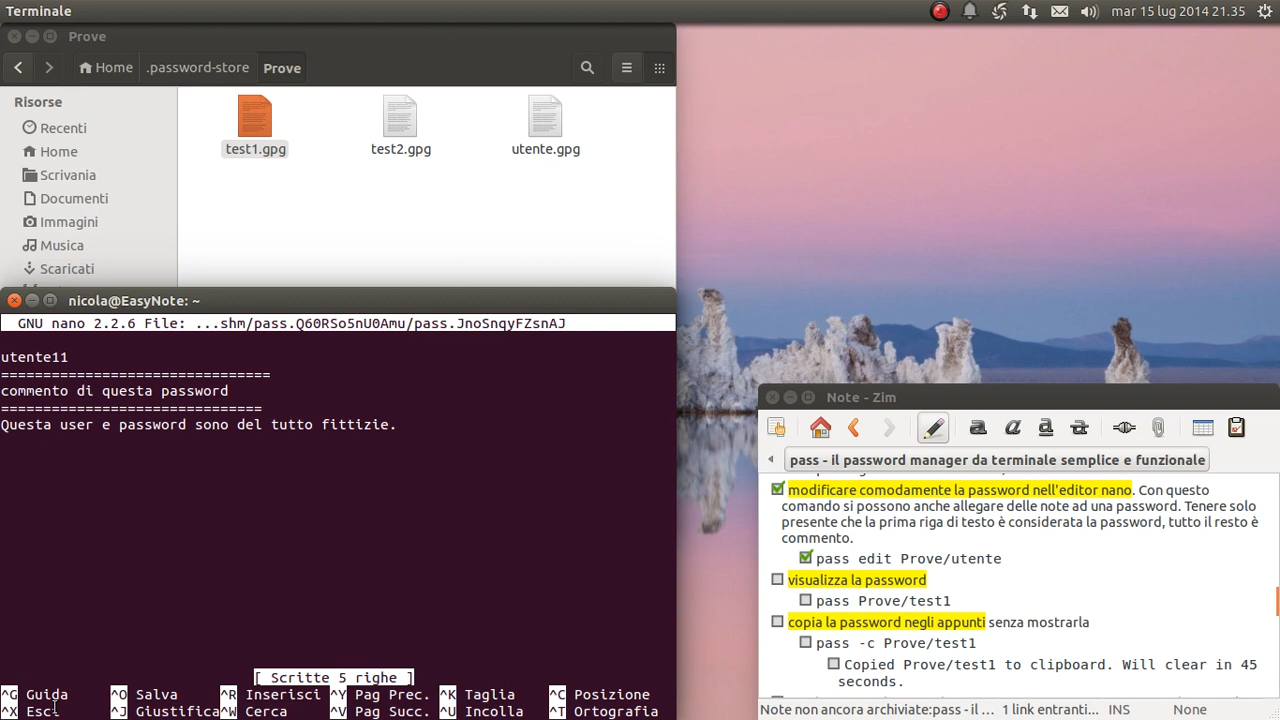 Terminale
mar 15 lug 2014 21.35
Prove
Home
.password-store
Prove
Risorse
Recenti
Home
Scrivania
Documenti
Immagini
Musica
Scaricati
test1.gpg
test2.gpg
utente.gpg
nicola@EasyNote: ~
GNU nano 2.2.6 File: ...shm/pass.Q60RSo5nU0Amu/pass.JnoSnqyFZsnAJ
utente11
================================
commento di questa password
===============================
Questa user e password sono del tutto fittizie.
[ Scritte 5 righe ]
^G Guida ^O Salva ^R Inserisci ^Y Pag Prec. ^K Taglia ^C Posizione
^X Esci ^J Giustifica ^W Cerca ^V Pag Succ. ^U Incolla ^T Ortografia
Note - Zim
pass - il password manager da terminale semplice e funzionale
modificare comodamente la password nell'editor nano. Con questo
comando si possono anche allegare delle note ad una password. Tenere solo
presente che la prima riga di testo è considerata la password, tutto il resto è
commento.
pass edit Prove/utente
visualizza la password
pass Prove/test1
copia la password negli appunti senza mostrarla
pass -c Prove/test1
Copied Prove/test1 to clipboard. Will clear in 45
seconds.
Note non ancora archiviate:pass - il ... 1 link entranti... INS None